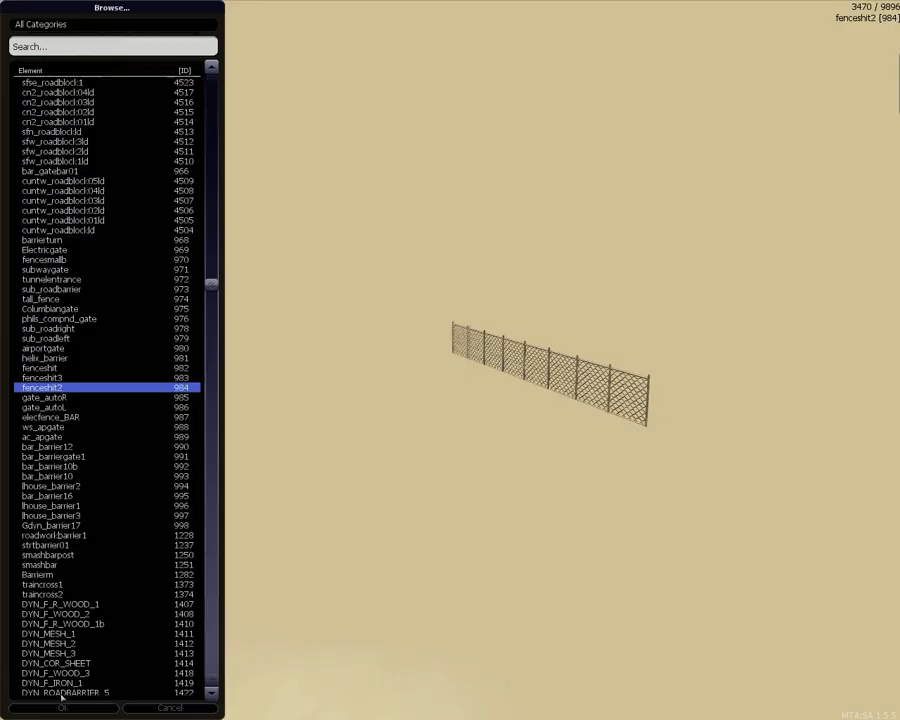 Browse...
3470 / 9896
fenceshit2 [984]
All Categories
Search...
Element [ID]
sfse_roadblock1 4523
cn2_roadblock04ld 4517
cn2_roadblock03ld 4516
cn2_roadblock02ld 4515
cn2_roadblock01ld 4514
sfn_roadblockld 4513
sfw_roadblock3ld 4512
sfw_roadblock2ld 4511
sfw_roadblock1ld 4510
bar_gatebar01 966
cuntw_roadblock05ld 4509
cuntw_roadblock04ld 4508
cuntw_roadblock03ld 4507
cuntw_roadblock02ld 4506
cuntw_roadblock01ld 4505
cuntw_roadblockld 4504
barrierturn 968
Electricgate 969
fencesmallb 970
subwaygate 971
tunnelentrance 972
sub_roadbarrier 973
tall_fence 974
Columbiangate 975
phils_compnd_gate 976
sub_roadright 978
sub_roadleft 979
airportgate 980
helix_barrier 981
fenceshit 982
fenceshit3 983
fenceshit2 984
gate_autoR 985
gate_autoL 986
elecfence_BAR 987
ws_apgate 988
ac_apgate 989
bar_barrier12 990
bar_barriergate1 991
bar_barrier10b 992
bar_barrier10 993
lhouse_barrier2 994
bar_barrier16 995
lhouse_barrier1 996
lhouse_barrier3 997
Gdyn_barrier17 998
roadworkbarrier1 1228
strtbarrier01 1237
smashbarpost 1250
smashbar 1251
Barrierm 1282
traincross1 1373
traincross2 1374
DYN_F_R_WOOD_1 1407
DYN_F_WOOD_2 1408
DYN_F_R_WOOD_1b 1410
DYN_MESH_1 1411
DYN_MESH_2 1412
DYN_MESH_3 1413
DYN_COR_SHEET 1414
DYN_F_WOOD_3 1418
DYN_F_IRON_1 1419
DYN_ROADBARRIER_5 1422
Ok Cancel
MTA:SA 1.5.5